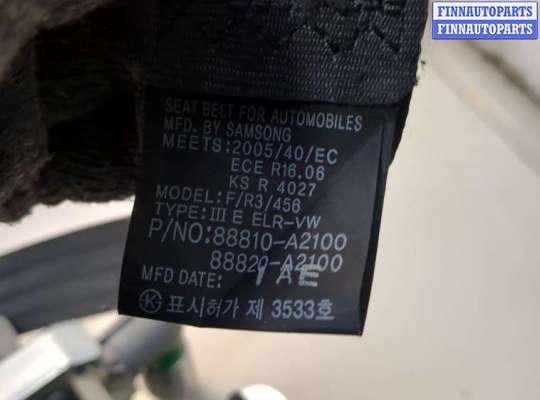 FINNAUTOPARTS
FINNAUTOPARTS
SEAT BELT FOR AUTOMOBILES
MFD. BY SAMSONG
MEETS:2005/40/EC
ECE R16.06
KS R 4027
MODEL: F/R3/456
TYPE: III E ELR-VW
P/NO:88810-A2100
88820-A2100
MFD DATE: 1AE
㉿ 표시허가 제 3533호